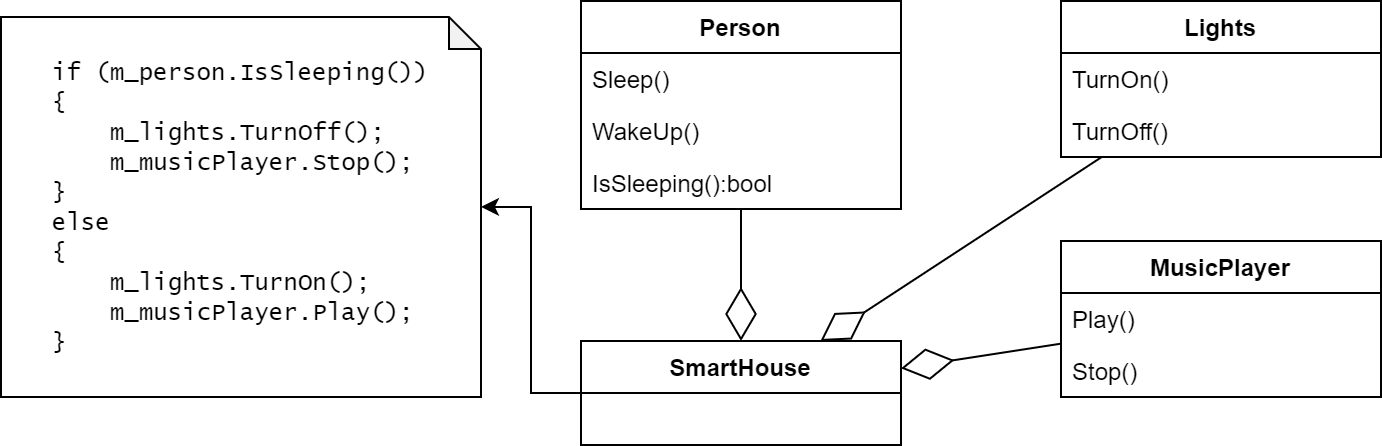 if (m_person.IsSleeping())
{
    m_lights.TurnOff();
    m_musicPlayer.Stop();
}
else
{
    m_lights.TurnOn();
    m_musicPlayer.Play();
}
Person
Sleep()
WakeUp()
IsSleeping():bool
Lights
TurnOn()
TurnOff()
MusicPlayer
Play()
Stop()
SmartHouse